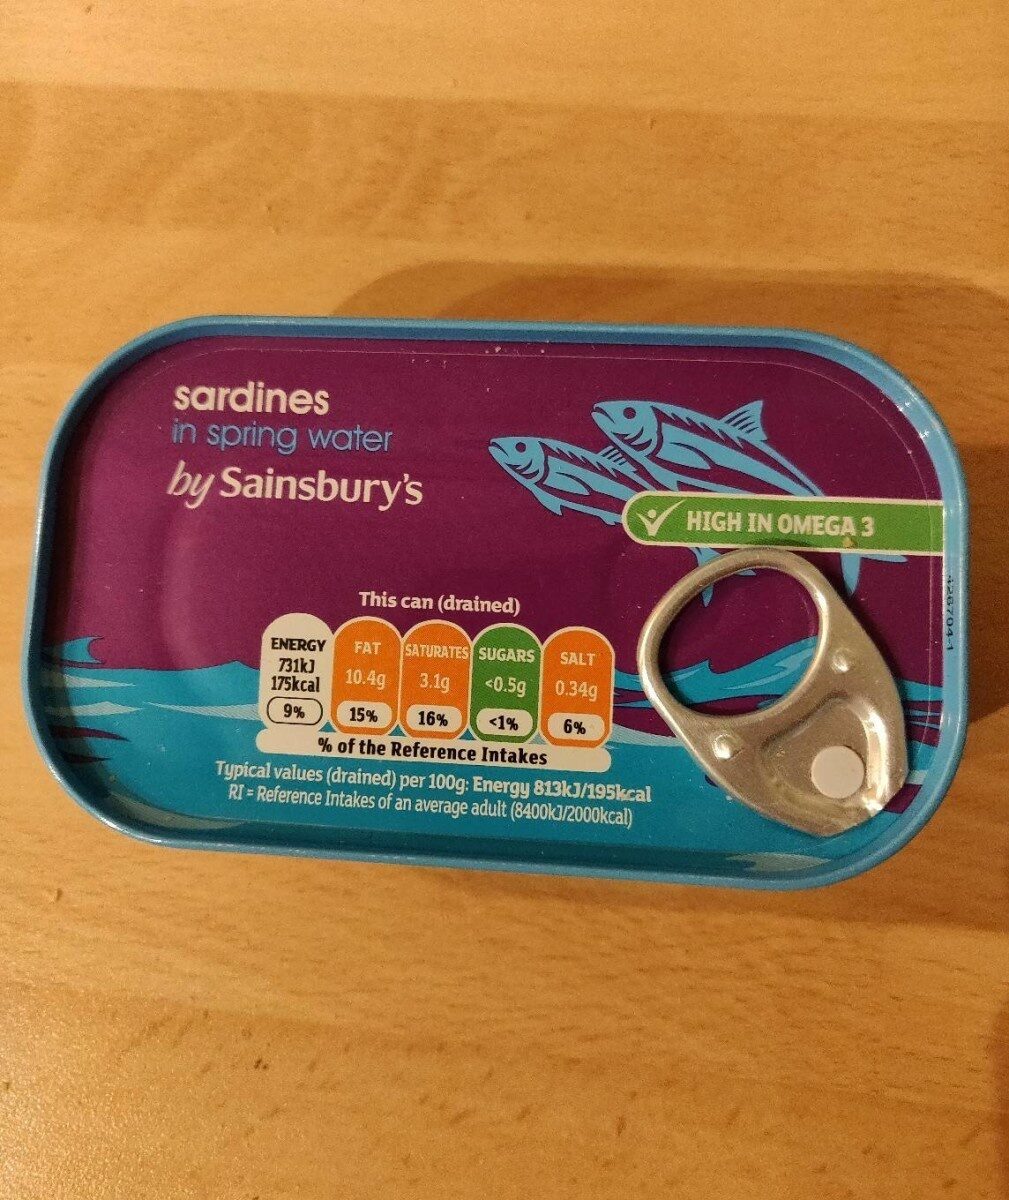 sardines
in spring water
by Sainsbury's
HIGH IN OMEGA 3
This can (drained)
ENERGY FAT SATURATES SUGARS SALT
731kJ
175kcal 10.4g 3.1g <0.5g 0.34g
9% 15% 16% <1% 6%
% of the Reference Intakes
Typical values (drained) per 100g: Energy 813kJ/195kcal
RI = Reference Intakes of an average adult (8400kJ/2000kcal)